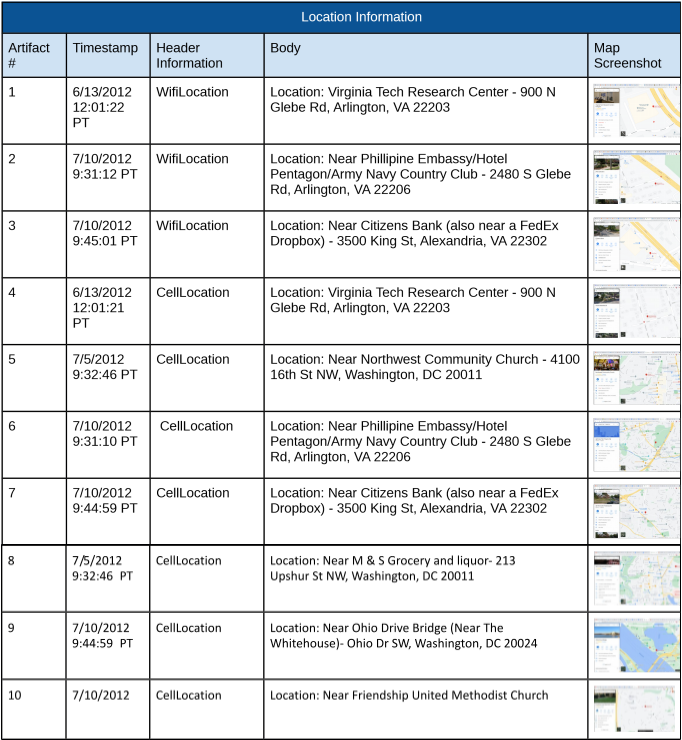 Location Information
Artifact # Timestamp Header Information Body Map Screenshot
1 6/13/2012 12:01:22 PT WifiLocation Location: Virginia Tech Research Center - 900 N
Glebe Rd, Arlington, VA 22203
2 7/10/2012 9:31:12 PT WifiLocation Location: Near Phillipine Embassy/Hotel
Pentagon/Army Navy Country Club - 2480 S Glebe
Rd, Arlington, VA 22206
3 7/10/2012 9:45:01 PT WifiLocation Location: Near Citizens Bank (also near a FedEx
Dropbox) - 3500 King St, Alexandria, VA 22302
4 6/13/2012 12:01:21 PT CellLocation Location: Virginia Tech Research Center - 900 N
Glebe Rd, Arlington, VA 22203
5 7/5/2012 9:32:46 PT CellLocation Location: Near Northwest Community Church - 4100
16th St NW, Washington, DC 20011
6 7/10/2012 9:31:10 PT CellLocation Location: Near Phillipine Embassy/Hotel
Pentagon/Army Navy Country Club - 2480 S Glebe
Rd, Arlington, VA 22206
7 7/10/2012 9:44:59 PT CellLocation Location: Near Citizens Bank (also near a FedEx
Dropbox) - 3500 King St, Alexandria, VA 22302
8 7/5/2012 9:32:46 PT CellLocation Location: Near M & S Grocery and liquor- 213
Upshur St NW, Washington, DC 20011
9 7/10/2012 9:44:59 PT CellLocation Location: Near Ohio Drive Bridge (Near The
Whitehouse)- Ohio Dr SW, Washington, DC 20024
10 7/10/2012 CellLocation Location: Near Friendship United Methodist Church